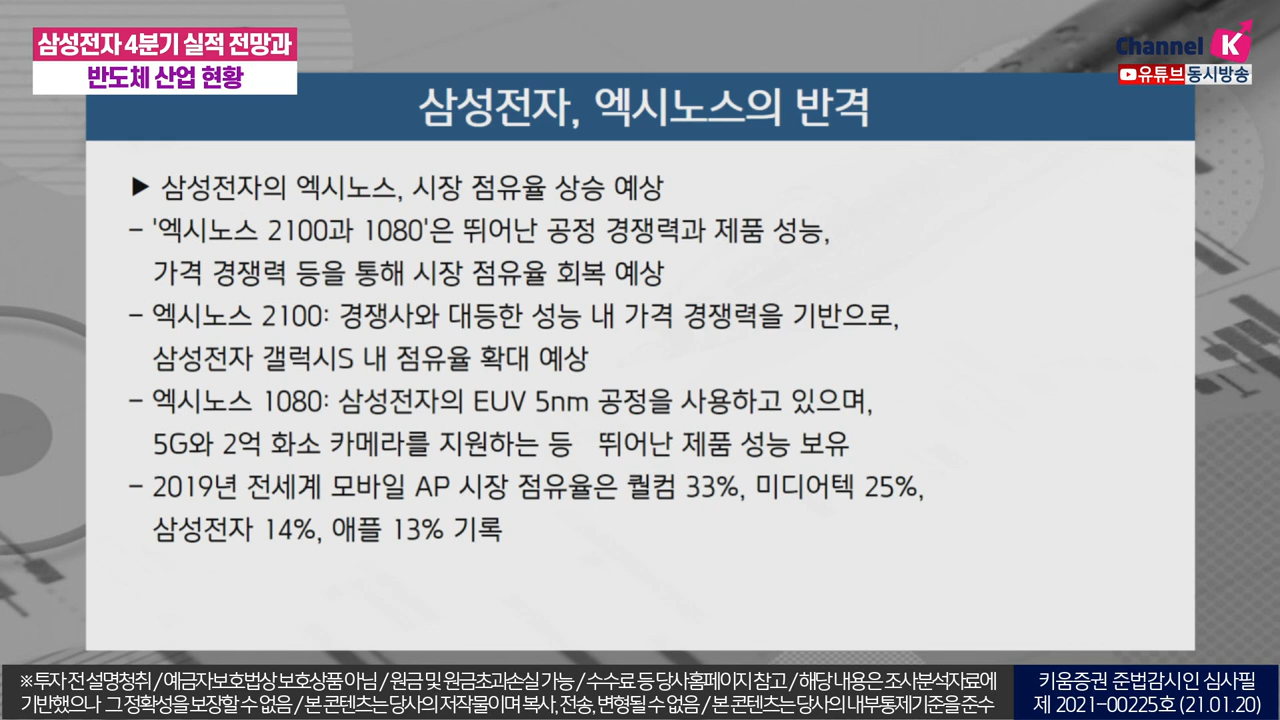 삼성전자 4분기 실적 전망과
반도체 산업 현황
Channel K
유튜브동시방송
삼성전자, 엑시노스의 반격
▶ 삼성전자의 엑시노스, 시장 점유율 상승 예상
- '엑시노스 2100과 1080'은 뛰어난 공정 경쟁력과 제품 성능,
가격 경쟁력 등을 통해 시장 점유율 회복 예상
- 엑시노스 2100: 경쟁사와 대등한 성능 내 가격 경쟁력을 기반으로,
삼성전자 갤럭시S 내 점유율 확대 예상
- 엑시노스 1080: 삼성전자의 EUV 5nm 공정을 사용하고 있으며,
5G와 2억 화소 카메라를 지원하는 등 뛰어난 제품 성능 보유
- 2019년 전세계 모바일 AP 시장 점유율은 퀄컴 33%, 미디어텍 25%,
삼성전자 14%, 애플 13% 기록
※투자 전 설명청취 / 예금자보호법상 보호상품 아님 / 원금 및 원금초과손실 가능 / 수수료 등 당사홈페이지 참고 / 해당 내용은 조사분석자료에
기반했으나 그 정확성을 보장할 수 없음 / 본 콘텐츠는 당사의 저작물이며 복사, 전송, 변형될 수 없음 / 본 콘텐츠는 당사의 내부통제기준을 준수
키움증권 준법감시인 심사필
제 2021-00225호 (21.01.20)